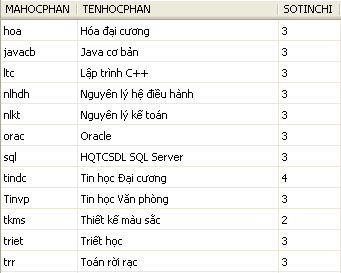 MAHOCPHAN TENHOCPHAN SOTINCHI
hoa Hóa đại cương 3
javacb Java cơ bản 3
ltc Lập trình C++ 3
nlhdh Nguyên lý hệ điều hành 3
nlkt Nguyên lý kế toán 3
orac Oracle 3
sql HQTCSDL SQL Server 3
tindc Tin học Đại cương 4
Tinvp Tin học Văn phòng 3
tkms Thiết kế màu sắc 2
triet Triết học 3
trr Toán rời rạc 3